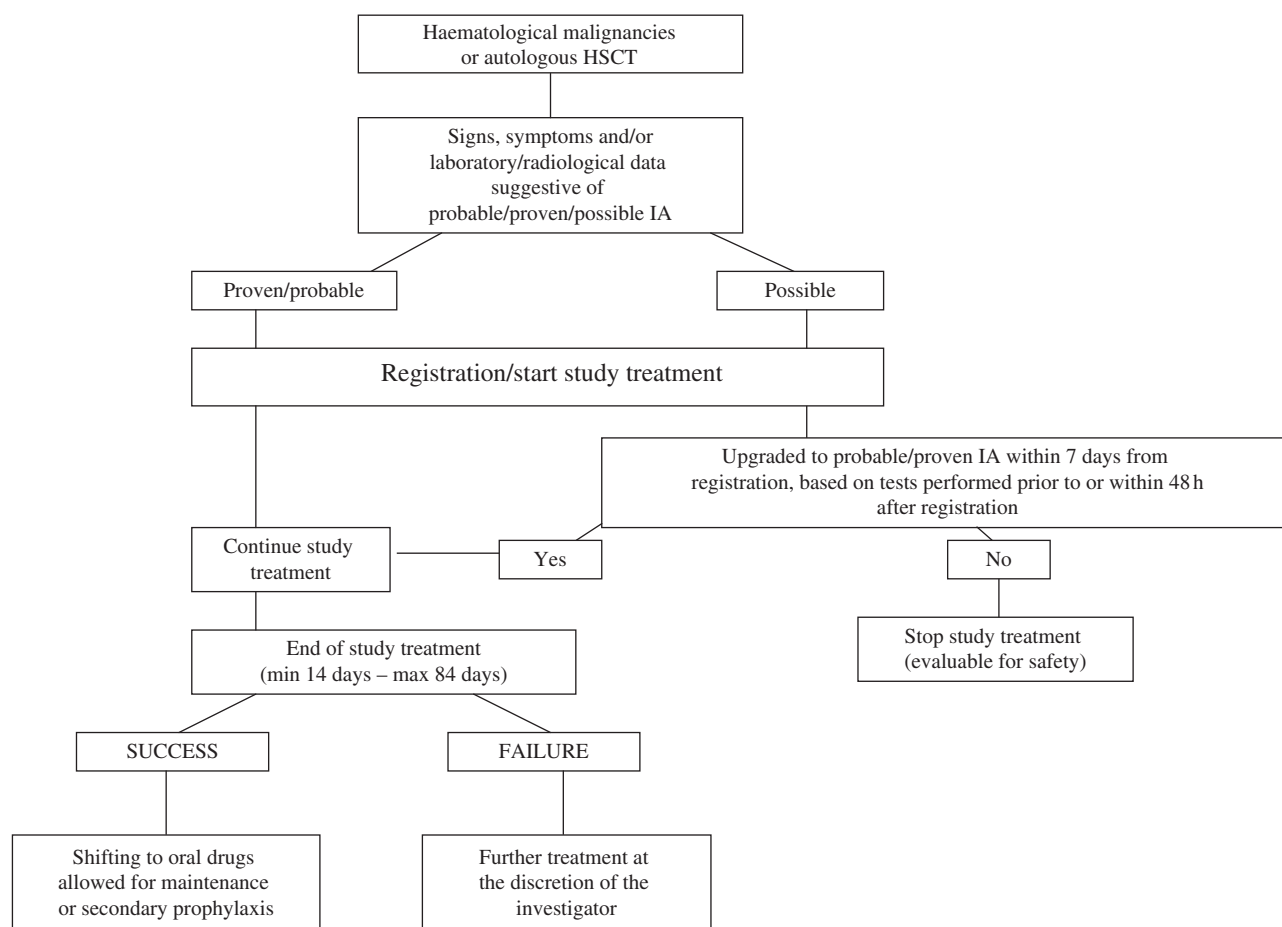 Haematological malignancies
or autologous HSCT
Signs, symptoms and/or
laboratory/radiological data
suggestive of
probable/proven/possible IA
Proven/probable
Possible
Registration/start study treatment
Upgraded to probable/proven IA within 7 days from
registration, based on tests performed prior to or within 48 h
after registration
Continue study
treatment
Yes
No
End of study treatment
(min 14 days – max 84 days)
Stop study treatment
(evaluable for safety)
SUCCESS
FAILURE
Shifting to oral drugs
allowed for maintenance
or secondary prophylaxis
Further treatment at
the discretion of the
investigator